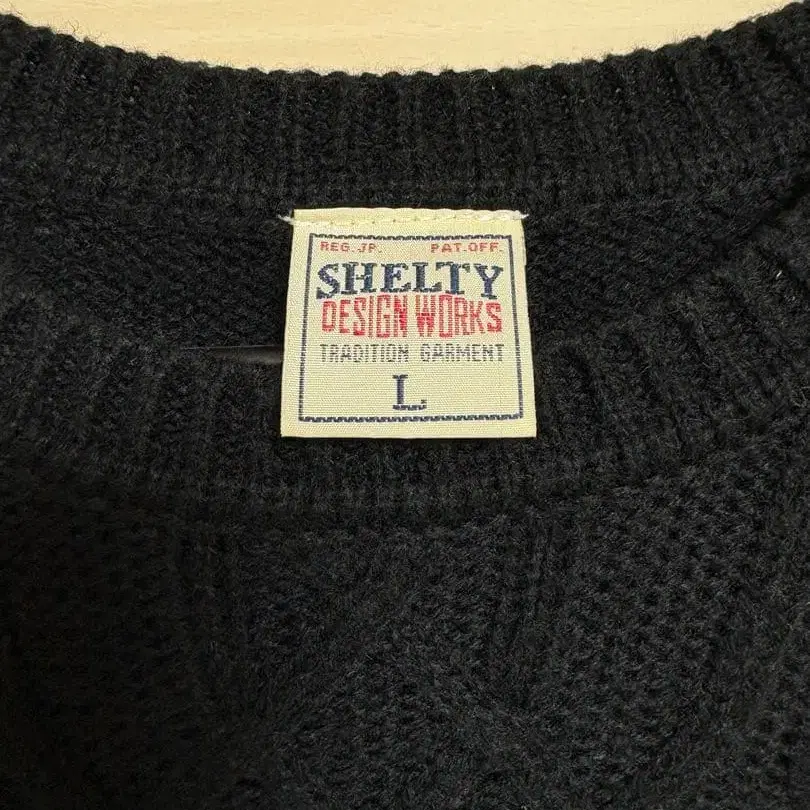 REG. JP. PAT.OFF.
SHELTY
DESIGN WORKS
TRADITION GARMENT
L